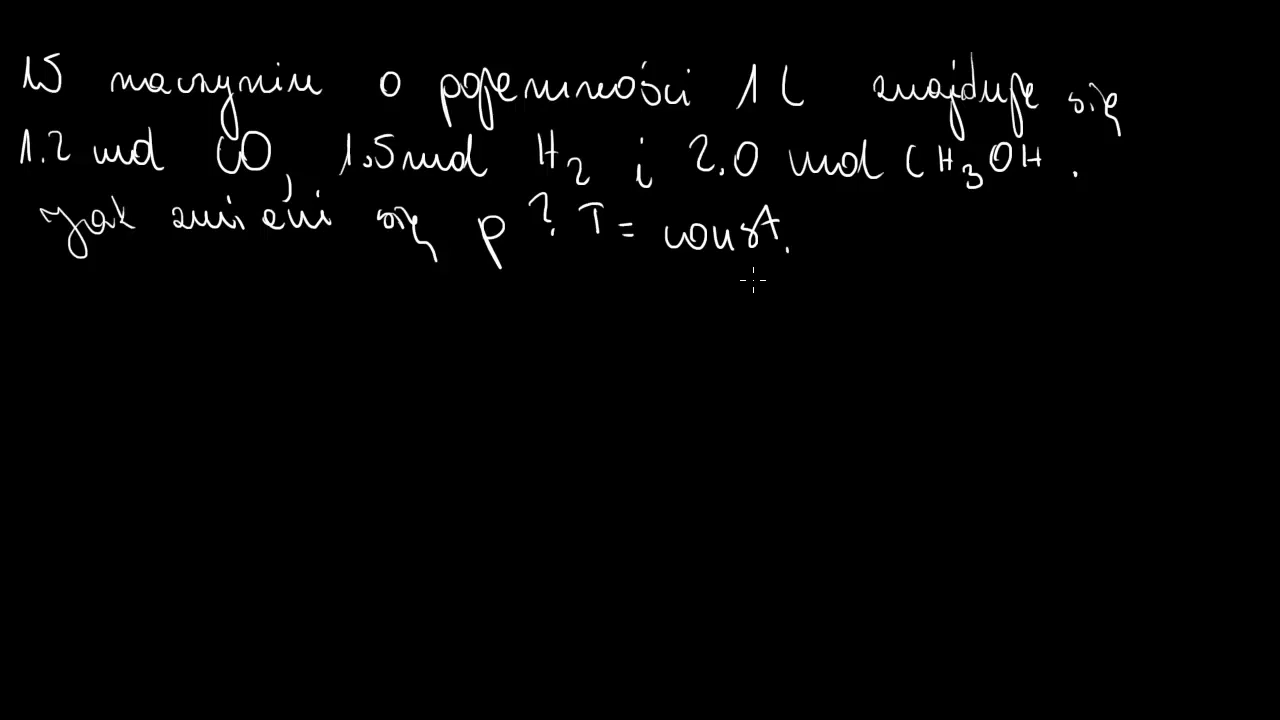 W naczyniu o pojemności 1 L znajduje się
1.2 mol CO, 1.5 mol H2 i 2.0 mol CH3OH.
Jak zmieni się p? T = const.